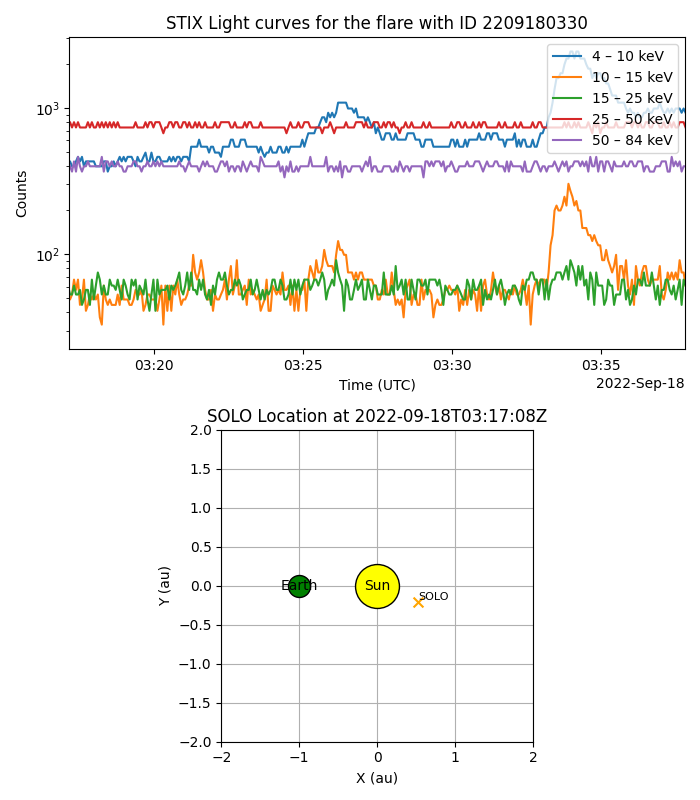 STIX Light curves for the flare with ID 2209180330
10³
10²
Counts
4 – 10 keV
10 – 15 keV
15 – 25 keV
25 – 50 keV
50 – 84 keV
03:20 03:25 03:30 03:35
Time (UTC)
2022-Sep-18
SOLO Location at 2022-09-18T03:17:08Z
2.0
1.5
1.0
0.5
0.0
−0.5
−1.0
−1.5
−2.0
Y (au)
Earth
Sun
SOLO
−2 −1 0 1 2
X (au)